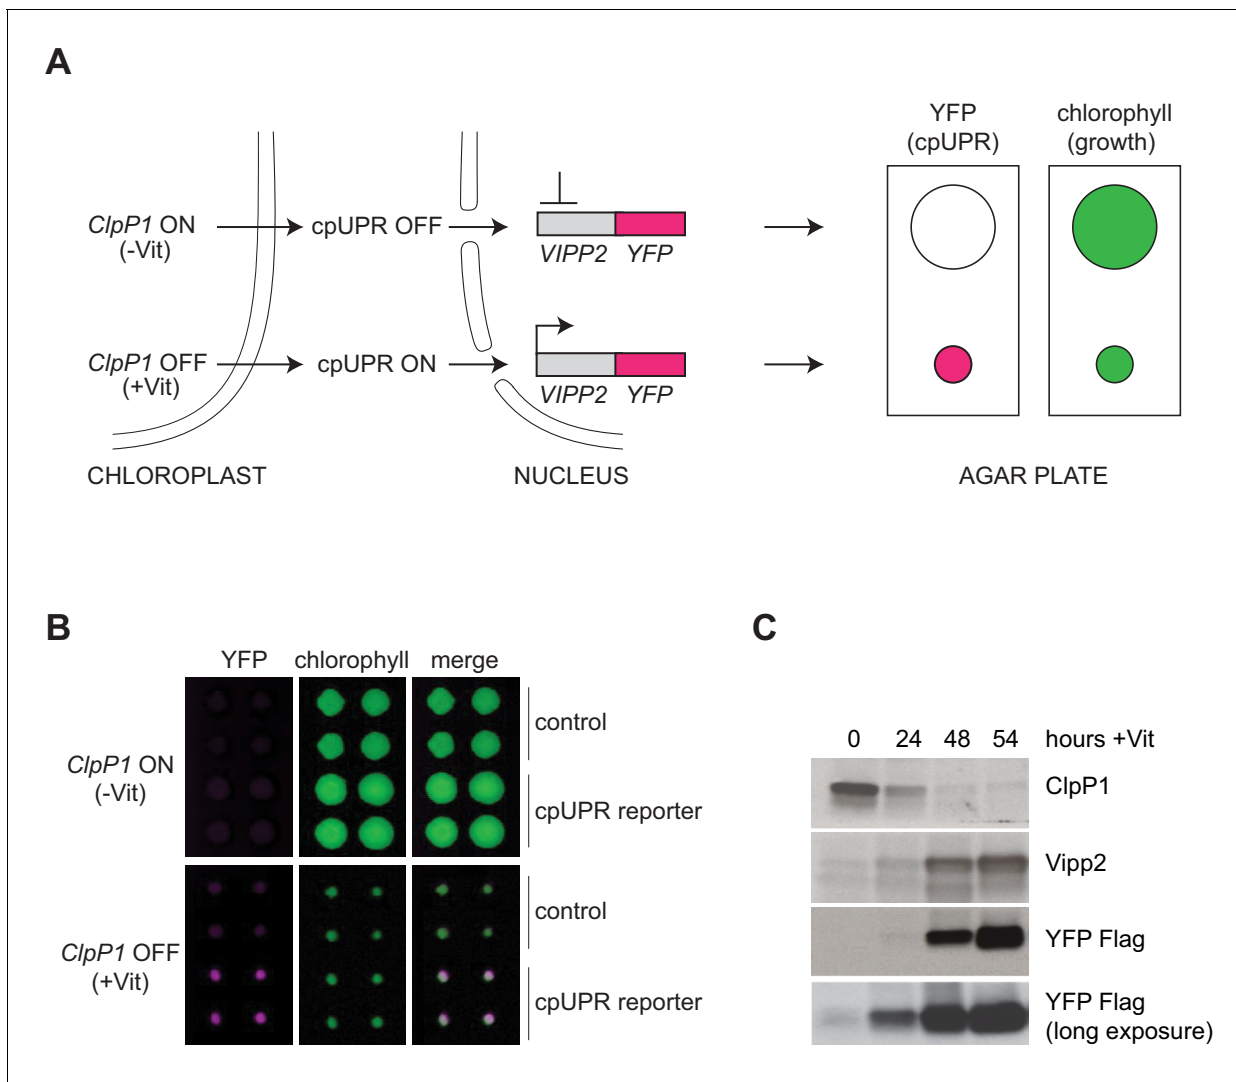 A
YFP
(cpUPR)
chlorophyll
(growth)
ClpP1 ON
(-Vit)
cpUPR OFF
VIPP2 YFP
ClpP1 OFF
(+Vit)
cpUPR ON
VIPP2 YFP
CHLOROPLAST
NUCLEUS
AGAR PLATE
B
YFP chlorophyll merge
ClpP1 ON
(-Vit)
control
cpUPR reporter
ClpP1 OFF
(+Vit)
control
cpUPR reporter
C
0 24 48 54 hours +Vit
ClpP1
Vipp2
YFP Flag
YFP Flag
(long exposure)